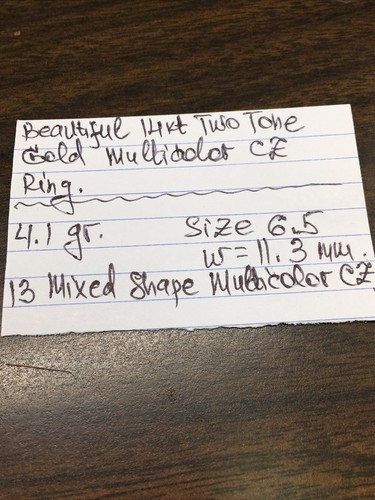 Beautiful 14kt Two Tone
Gold Multicolor CZ
Ring.
4.1 gr. Size 6.5
w=11.3 mm.
13 Mixed Shape Multicolor CZ